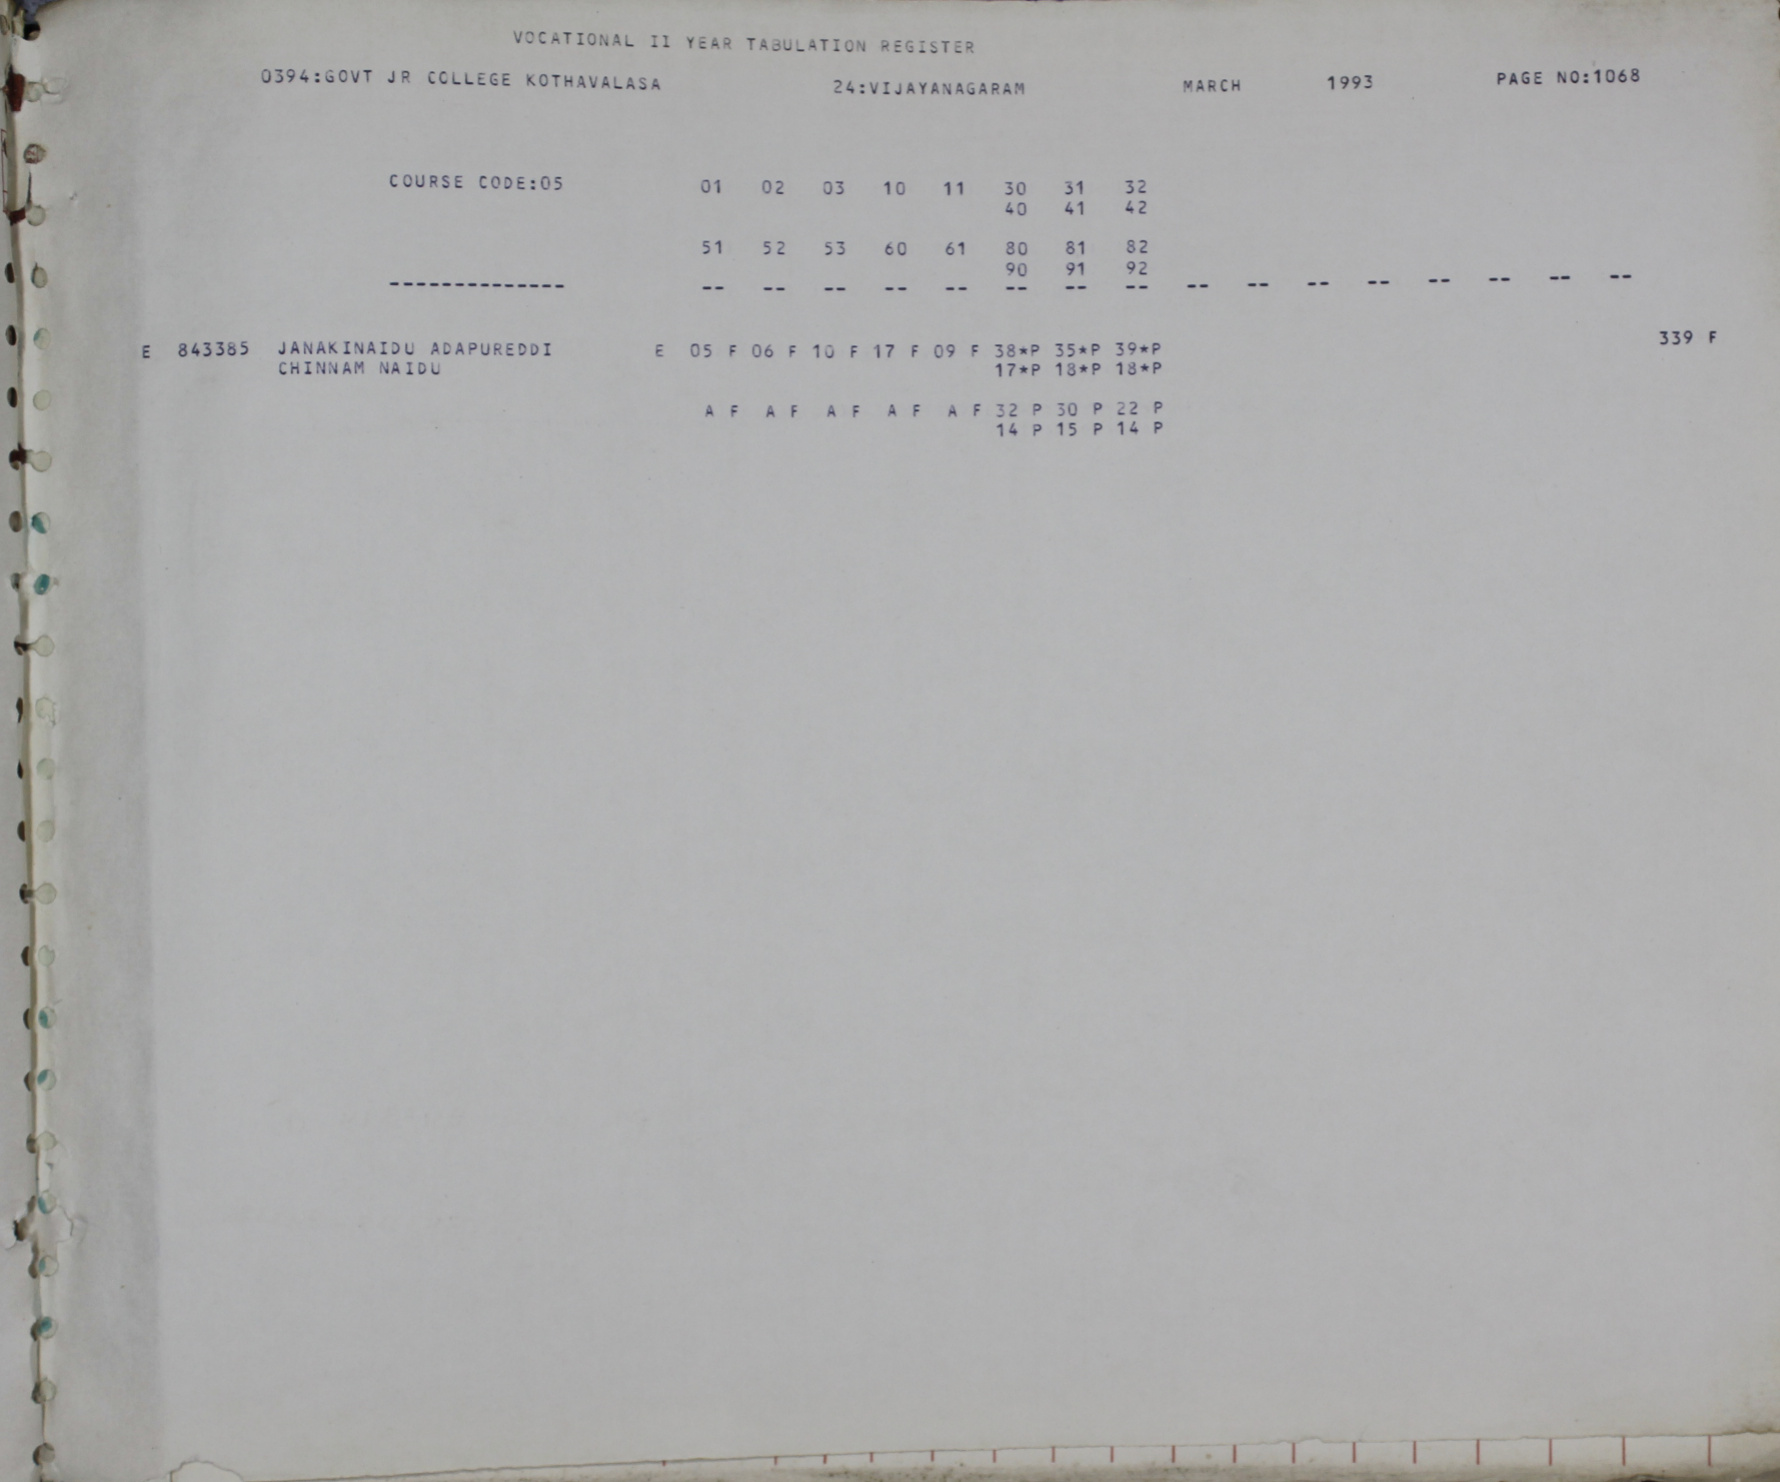 VOCATIONAL II YEAR TABULATION REGISTER
0394:GOVT JR COLLEGE KOTHAVALASA 24:VIJAYANAGARAM MARCH 1993 PAGE NO:1068
COURSE CODE:05 01 02 03 10 11 30 31 32
40 41 42
51 52 53 60 61 80 81 82
90 91 92
-------------- -- -- -- -- -- -- -- -- -- -- -- -- -- -- -- --
E 843385 JANAKINAIDU ADAPUREDDI E 05 F 06 F 10 F 17 F 09 F 38*P 35*P 39*P 339 F
CHINNAM NAIDU 17*P 18*P 18*P
A F A F A F A F A F 32 P 30 P 22 P
14 P 15 P 14 P